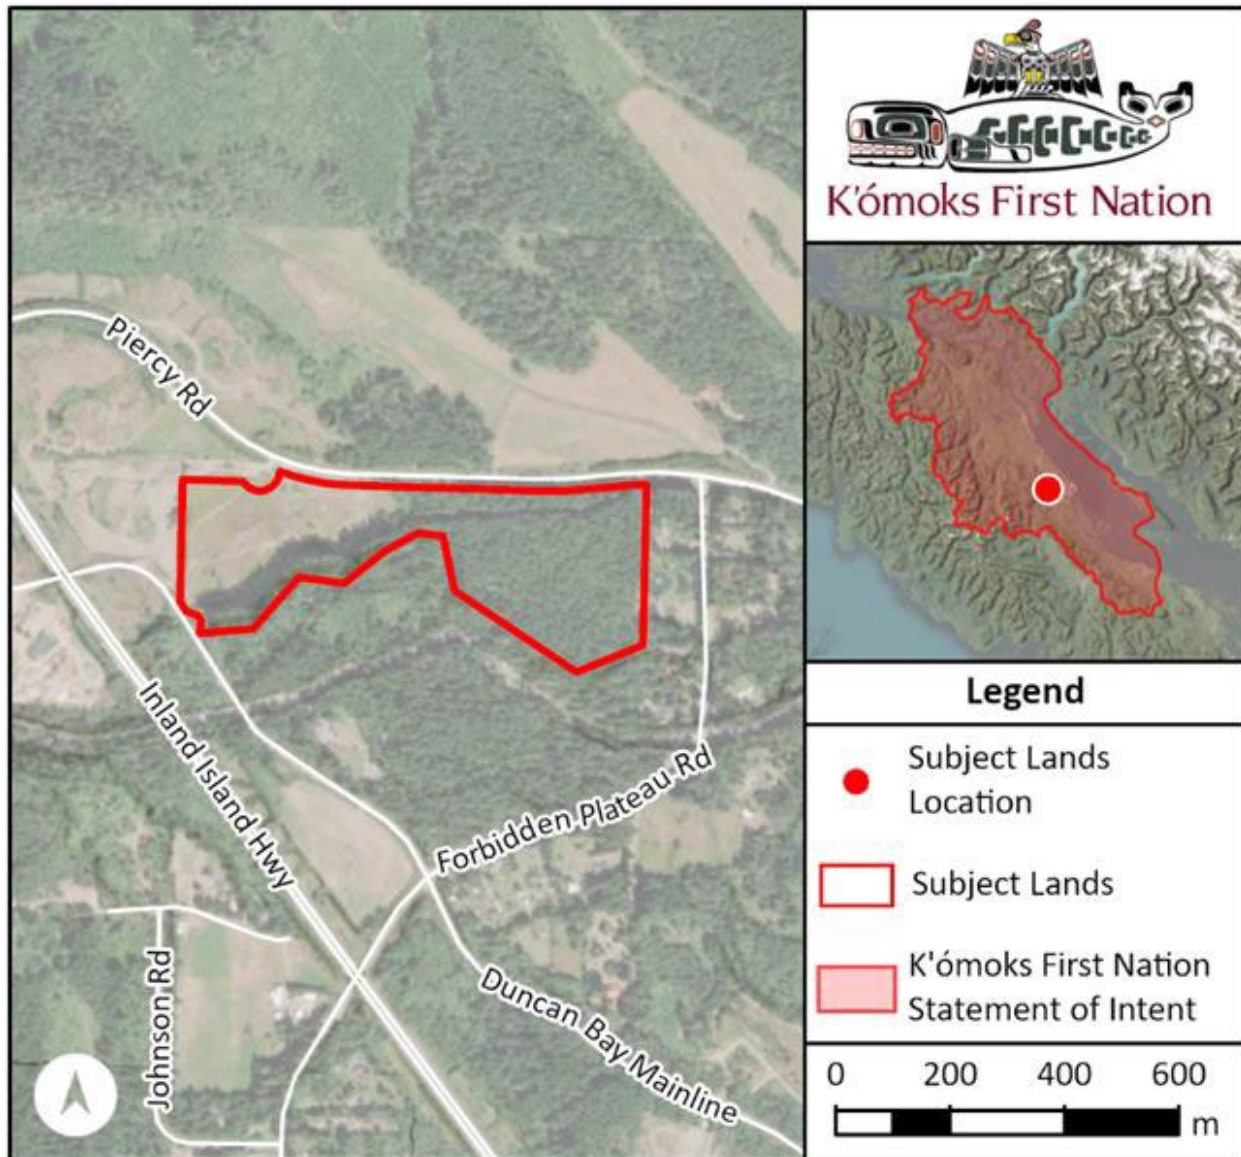 K'ómoks First Nation
Piercy Rd
Inland Island Hwy
Forbidden Plateau Rd
Johnson Rd
Duncan Bay Mainline
Legend
Subject Lands
Location
Subject Lands
K'ómoks First Nation
Statement of Intent
0 200 400 600
m